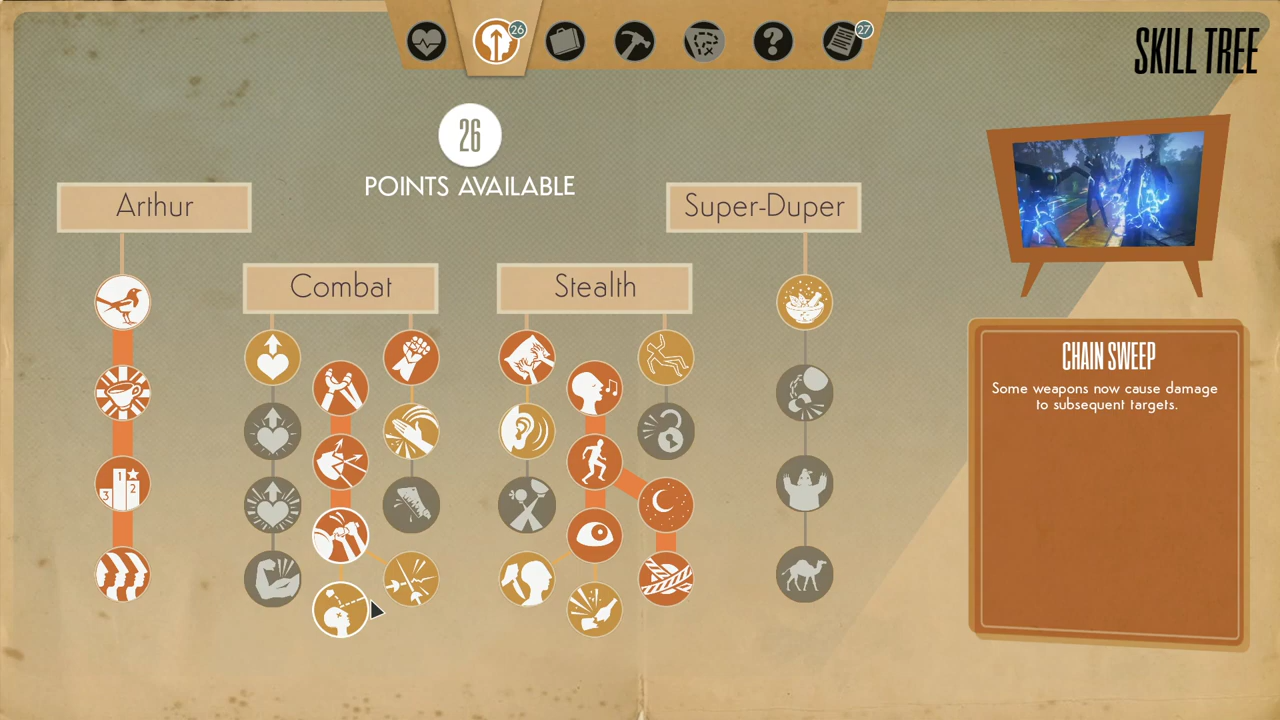 26
27
SKILL TREE
26
POINTS AVAILABLE
Arthur
Super-Duper
Combat
Stealth
1
2
3
CHAIN SWEEP
Some weapons now cause damage
to subsequent targets.